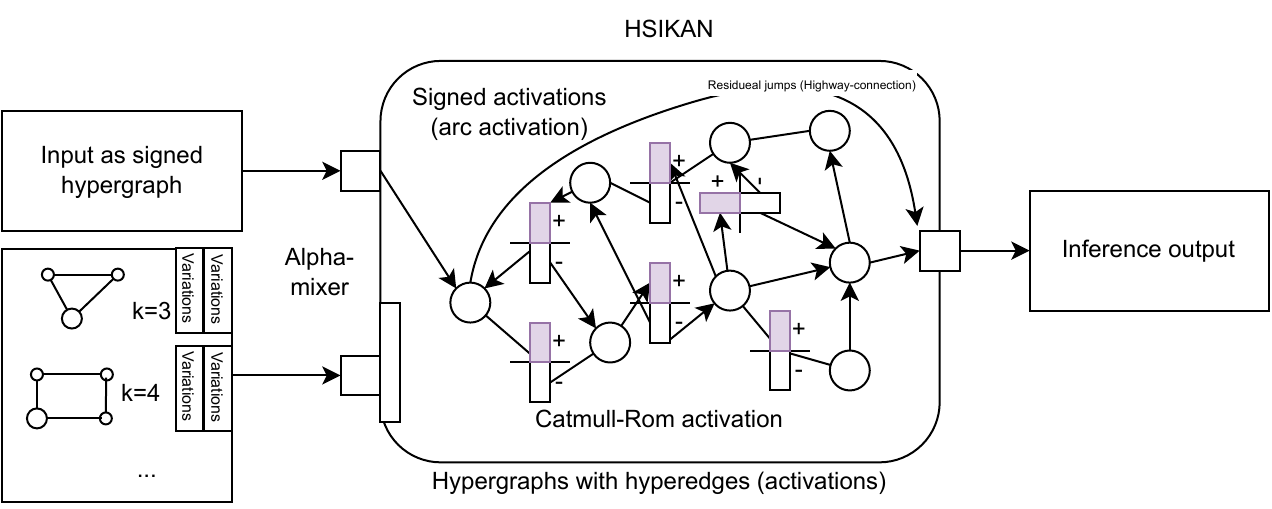 HSIKAN
Residueal jumps (Highway-connection)
Signed activations
(arc activation)
Input as signed
hypergraph
+
-
+
-
+
-
+
-
+
'
+
-
Alpha-
mixer
Variations
Variations
k=3
Variations
Variations
k=4
...
Catmull-Rom activation
Hypergraphs with hyperedges (activations)
Inference output